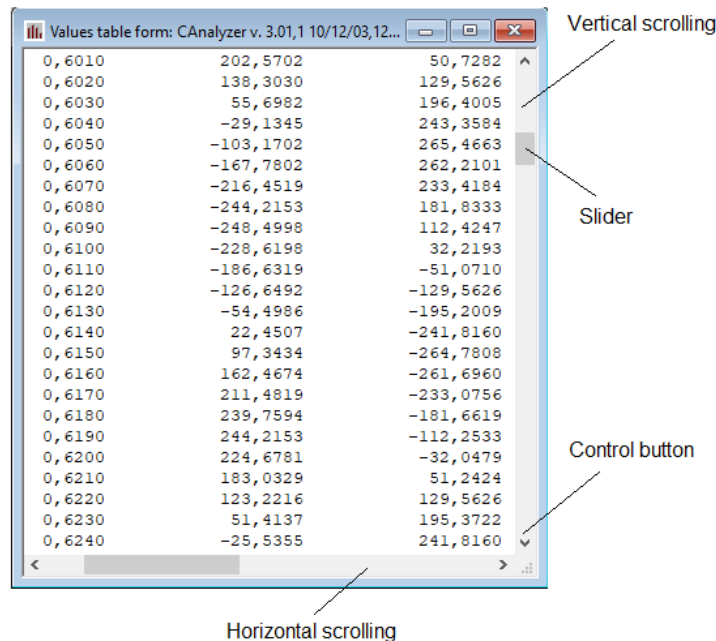 Values table form: CAnalyzer v. 3.01,1 10/12/03,12...
Vertical scrolling
0,6010 202,5702 50,7282
0,6020 138,3030 129,5626
0,6030 55,6982 196,4005
0,6040 -29,1345 243,3584
0,6050 -103,1702 265,4663
0,6060 -167,7802 262,2101
0,6070 -216,4519 233,4184
0,6080 -244,2153 181,8333
Slider
0,6090 -248,4998 112,4247
0,6100 -228,6198 32,2193
0,6110 -186,6319 -51,0710
0,6120 -126,6492 -129,5626
0,6130 -54,4986 -195,2009
0,6140 22,4507 -241,8160
0,6150 97,3434 -264,7808
0,6160 162,4674 -261,6960
0,6170 211,4819 -233,0756
0,6180 239,7594 -181,6619
0,6190 244,2153 -112,2533
Control button
0,6200 224,6781 -32,0479
0,6210 183,0329 51,2424
0,6220 123,2216 129,5626
0,6230 51,4137 195,3722
0,6240 -25,5355 241,8160
Horizontal scrolling